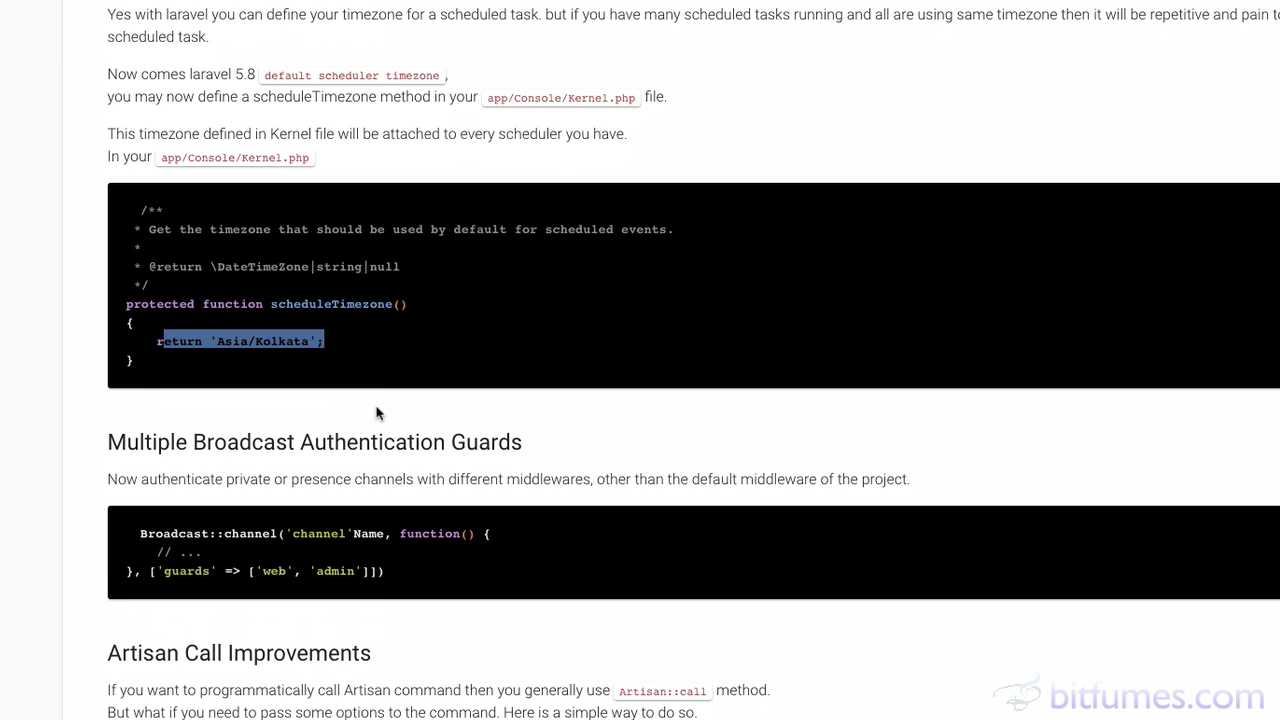 Yes with laravel you can define your timezone for a scheduled task. but if you have many scheduled tasks running and all are using same timezone then it will be repetitive and pain
scheduled task.
Now comes laravel 5.8 default scheduler timezone,
you may now define a scheduleTimezone method in your app/Console/Kernel.php file.
This timezone defined in Kernel file will be attached to every scheduler you have.
In your app/Console/Kernel.php
/**
* Get the timezone that should be used by default for scheduled events.
*
* @return \DateTimeZone|string|null
*/
protected function scheduleTimezone()
{
return 'Asia/Kolkata';
}
Multiple Broadcast Authentication Guards
Now authenticate private or presence channels with different middlewares, other than the default middleware of the project.
Broadcast::channel('channel'Name, function() {
// ...
}, ['guards' => ['web', 'admin']])
Artisan Call Improvements
If you want to programmatically call Artisan command then you generally use Artisan::call method.
But what if you need to pass some options to the command. Here is a simple way to do so.
bitfumes.com